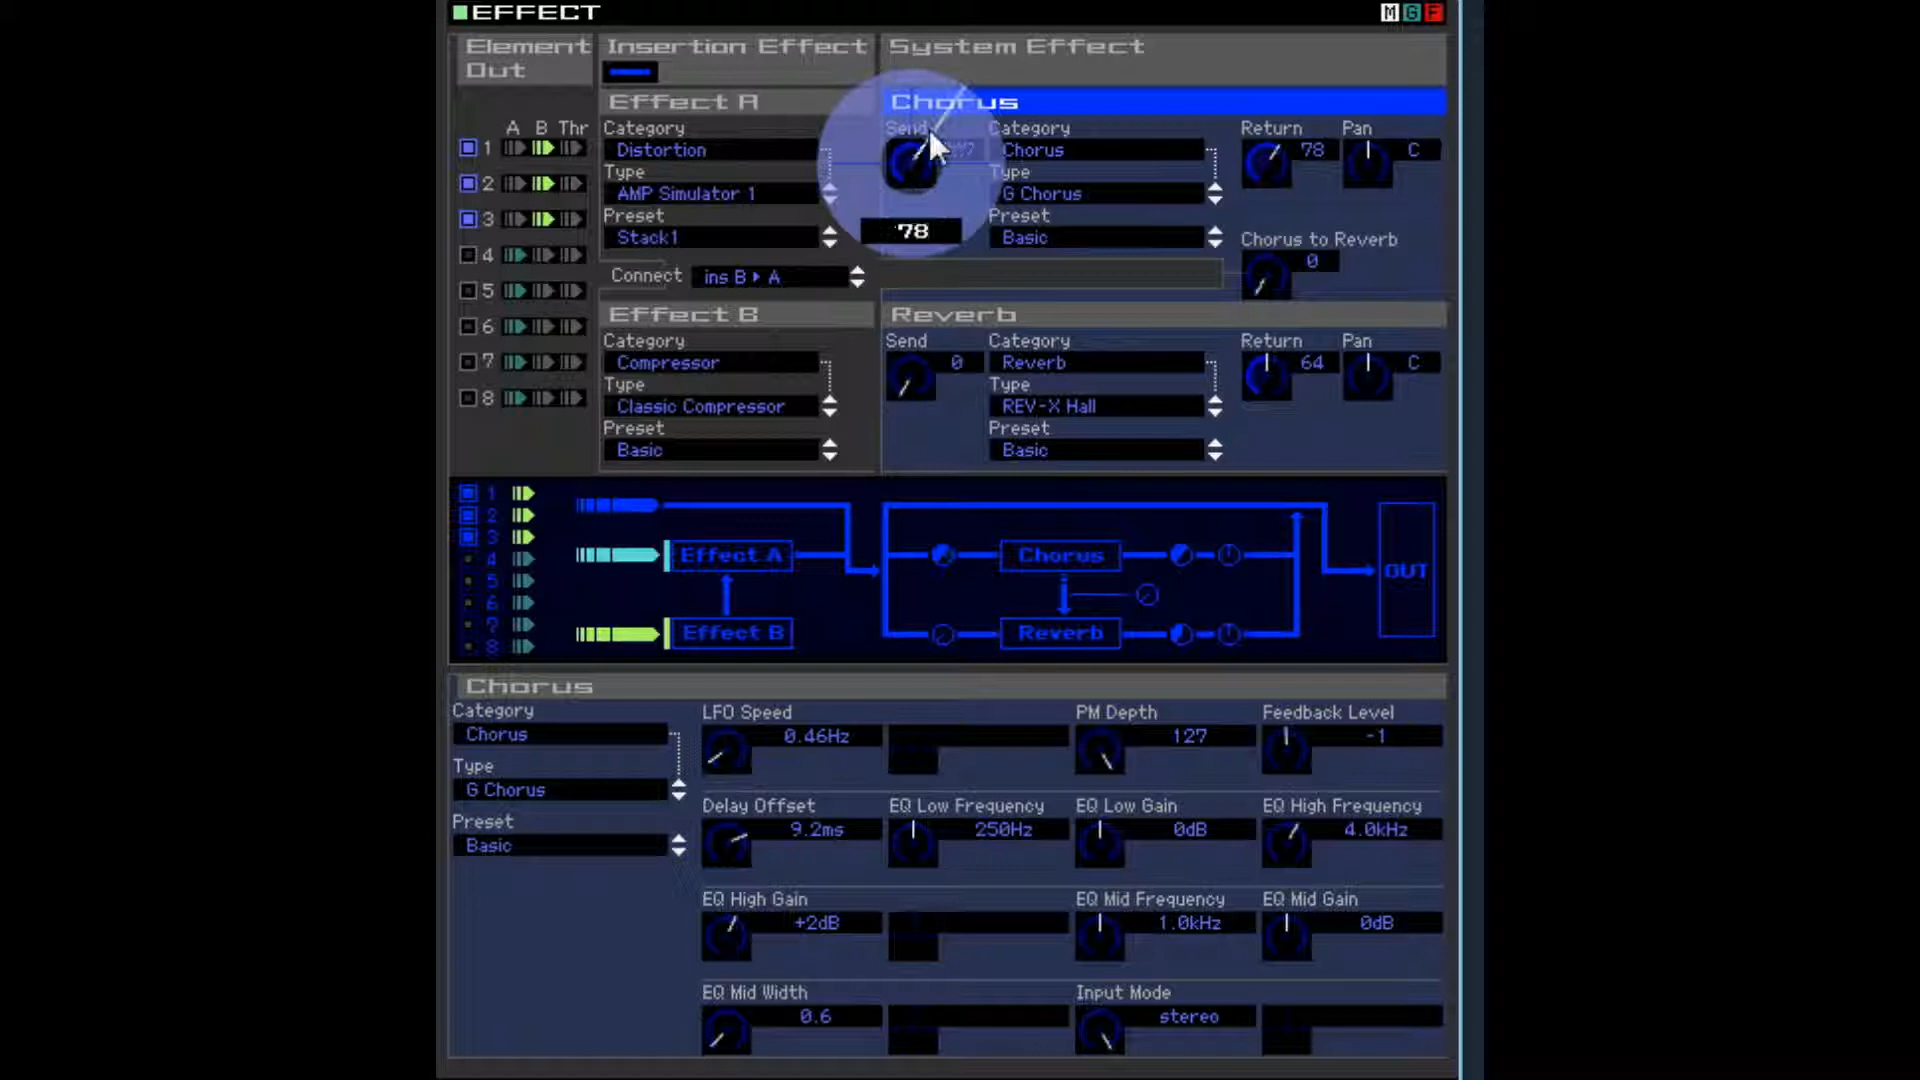 EFFECT
M G F
Element Out
Insertion Effect
System Effect
Effect A
Chorus
A B Thr
Category
Distortion
Type
AMP Simulator 1
Preset
Stack1
Send
78
Category
Chorus
Type
G Chorus
Preset
Basic
Return
78
Pan
C
Chorus to Reverb
0
1
2
3
4
5
6
7
8
Connect
ins B ▸ A
Effect B
Category
Compressor
Type
Classic Compressor
Preset
Basic
Reverb
Send
0
Category
Reverb
Type
REV-X Hall
Preset
Basic
Return
64
Pan
C
1
2
3
4
5
6
7
8
Effect A
Effect B
Chorus
Reverb
OUT
Chorus
Category
Chorus
Type
G Chorus
Preset
Basic
LFO Speed
0.46Hz
PM Depth
127
Feedback Level
-1
Delay Offset
9.2ms
EQ Low Frequency
250Hz
EQ Low Gain
0dB
EQ High Frequency
4.0kHz
EQ High Gain
+2dB
EQ Mid Frequency
1.0kHz
EQ Mid Gain
0dB
EQ Mid Width
0.6
Input Mode
stereo